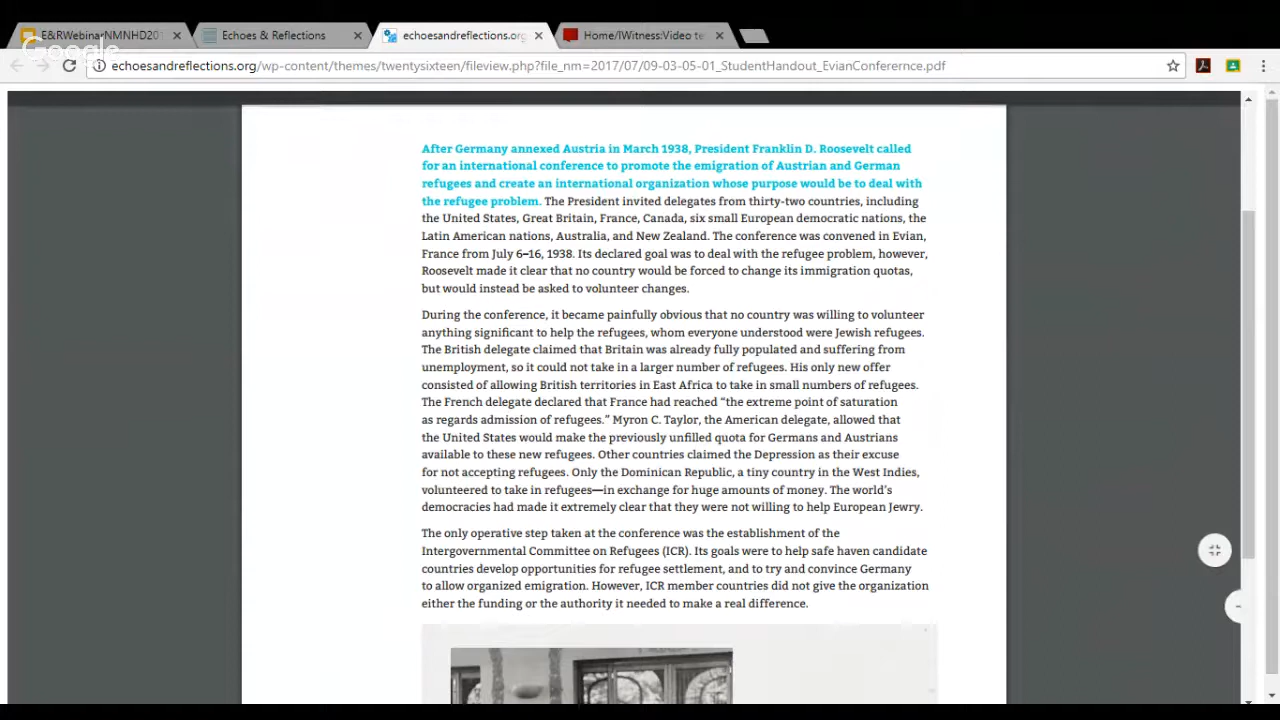 E&RWebinarNMNHD201
Echoes & Reflections
echoesandreflections.org
Home/IWitness:Video te
Google
echoesandreflections.org/wp-content/themes/twentysixteen/fileview.php?file_nm=2017/07/09-03-05-01_StudentHandout_EvianConferernce.pdf
After Germany annexed Austria in March 1938, President Franklin D. Roosevelt called
for an international conference to promote the emigration of Austrian and German
refugees and create an international organization whose purpose would be to deal with
the refugee problem. The President invited delegates from thirty-two countries, including
the United States, Great Britain, France, Canada, six small European democratic nations, the
Latin American nations, Australia, and New Zealand. The conference was convened in Evian,
France from July 6–16, 1938. Its declared goal was to deal with the refugee problem, however,
Roosevelt made it clear that no country would be forced to change its immigration quotas,
but would instead be asked to volunteer changes.
During the conference, it became painfully obvious that no country was willing to volunteer
anything significant to help the refugees, whom everyone understood were Jewish refugees.
The British delegate claimed that Britain was already fully populated and suffering from
unemployment, so it could not take in a larger number of refugees. His only new offer
consisted of allowing British territories in East Africa to take in small numbers of refugees.
The French delegate declared that France had reached “the extreme point of saturation
as regards admission of refugees.” Myron C. Taylor, the American delegate, allowed that
the United States would make the previously unfilled quota for Germans and Austrians
available to these new refugees. Other countries claimed the Depression as their excuse
for not accepting refugees. Only the Dominican Republic, a tiny country in the West Indies,
volunteered to take in refugees—in exchange for huge amounts of money. The world’s
democracies had made it extremely clear that they were not willing to help European Jewry.
The only operative step taken at the conference was the establishment of the
Intergovernmental Committee on Refugees (ICR). Its goals were to help safe haven candidate
countries develop opportunities for refugee settlement, and to try and convince Germany
to allow organized emigration. However, ICR member countries did not give the organization
either the funding or the authority it needed to make a real difference.